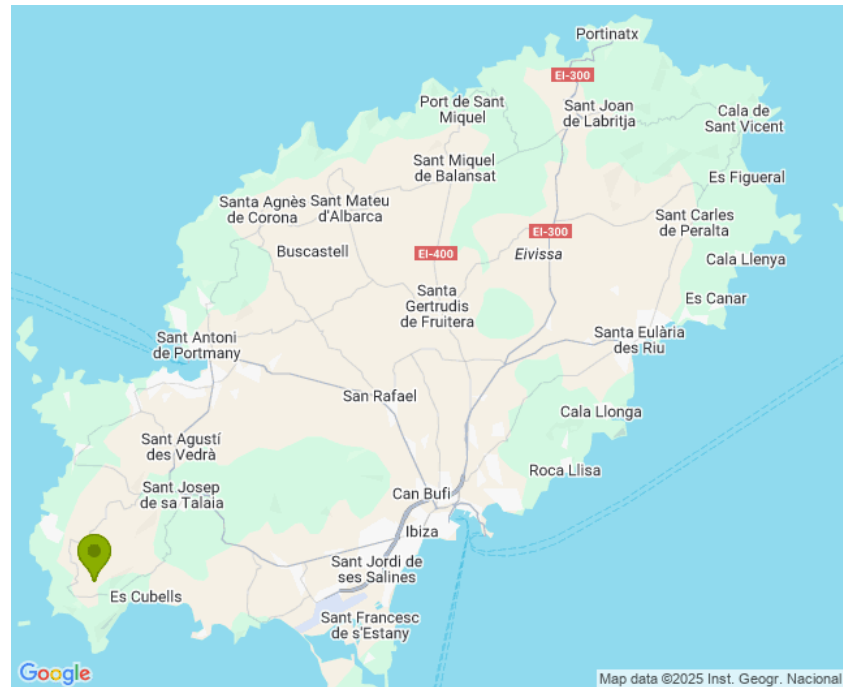 Portinatx
EI-300
Port de Sant
Miquel
Sant Joan
de Labritja
Cala de
Sant Vicent
Sant Miquel
de Balansat
Es Figueral
Santa Agnès
de Corona
Sant Mateu
d'Albarca
Sant Carles
de Peralta
EI-300
Buscastell
EI-400
Eivissa
Cala Llenya
Santa
Gertrudis
de Fruitera
Es Canar
Sant Antoni
de Portmany
Santa Eulària
des Riu
San Rafael
Cala Llonga
Sant Agustí
des Vedrà
Roca Llisa
Sant Josep
de sa Talaia
Can Bufi
Ibiza
Sant Jordi de
ses Salines
Es Cubells
Sant Francesc
de s'Estany
Google
Map data ©2025 Inst. Geogr. Nacional